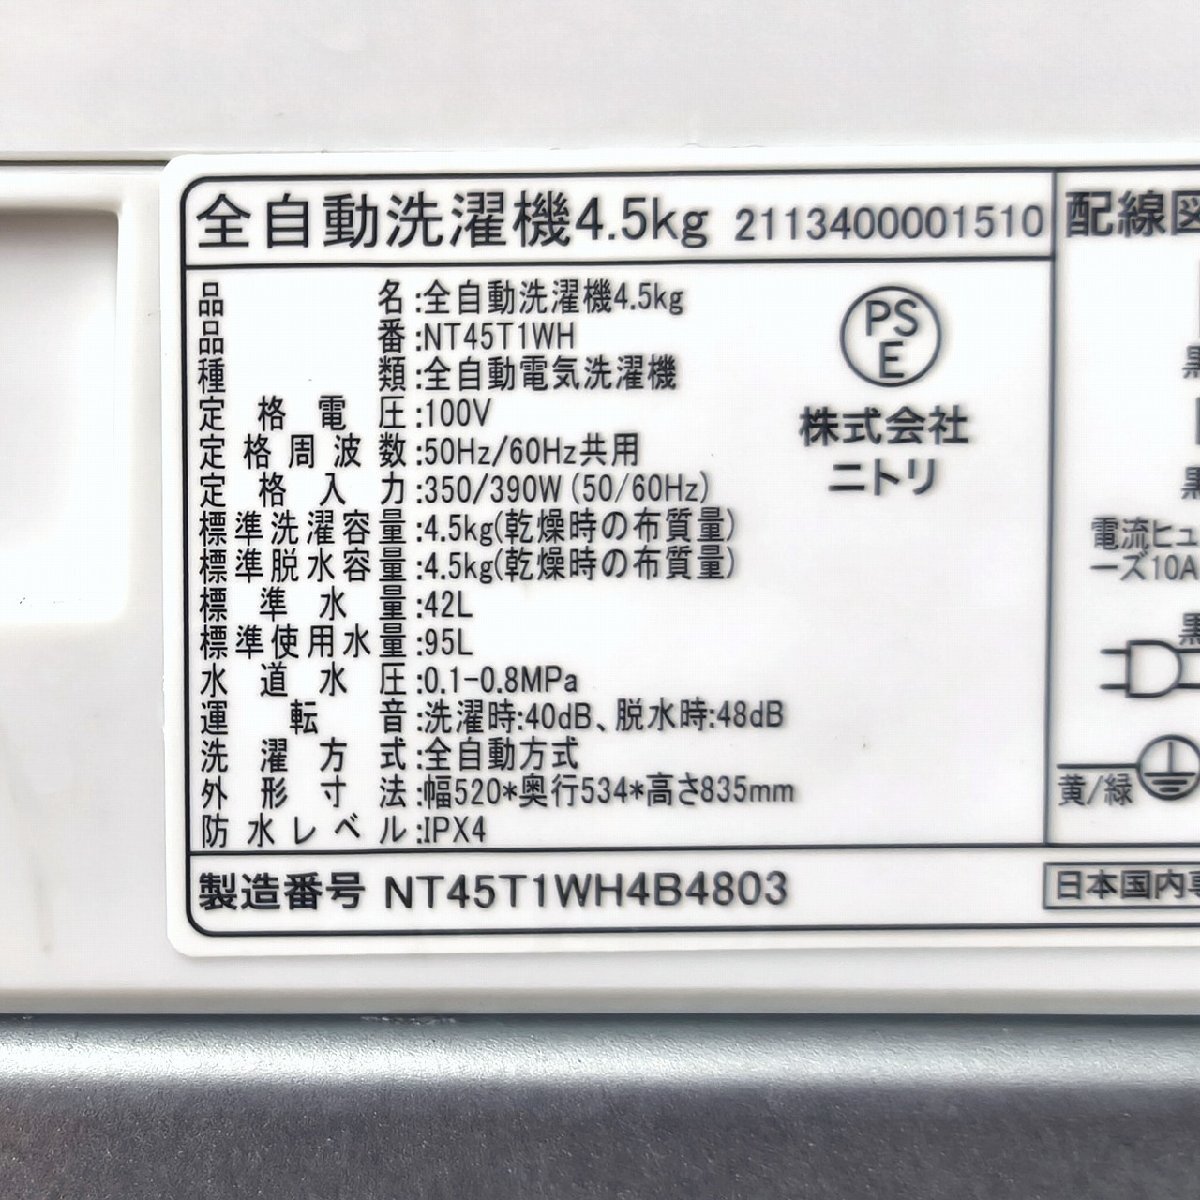 全自動洗濯機4.5kg 2113400001510
品名:全自動洗濯機4.5kg
品番:NT45T1WH
種類:全自動電気洗濯機
定格電圧:100V
定格周波数:50Hz/60Hz共用
定格入力:350/390W(50/60Hz)
標準洗濯容量:4.5kg(乾燥時の布質量)
標準脱水容量:4.5kg(乾燥時の布質量)
標準水量:42L
標準使用水量:95L
水道水圧:0.1-0.8MPa
運転音:洗濯時:40dB、脱水時:48dB
洗濯方式:全自動方式
外形寸法:幅520*奥行534*高さ835mm
防水レベル:IPX4
PS
E
株式会社
ニトリ
製造番号 NT45T1WH4B4803
配線図
黒
黒
電流ヒュ
ーズ10A
黒
黄/緑
日本国内専